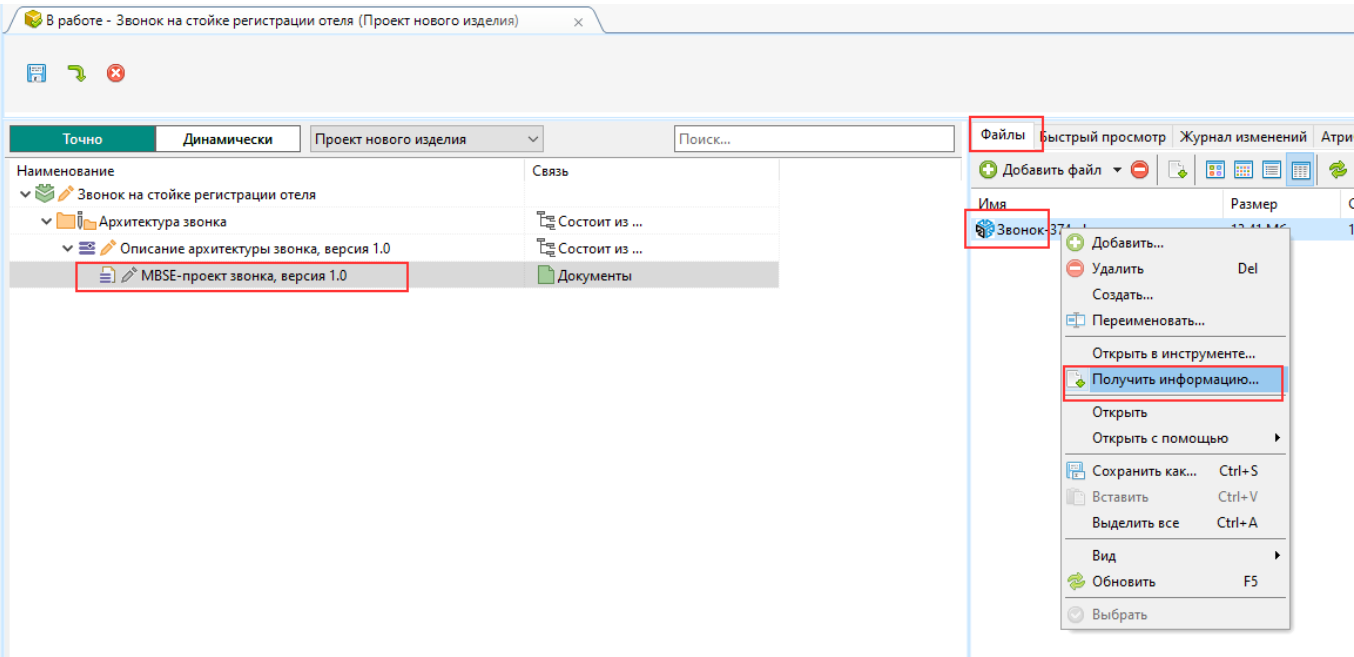 В работе - Звонок на стойке регистрации отеля (Проект нового изделия)
Точно Динамически Проект нового изделия Поиск...
Наименование Связь
Звонок на стойке регистрации отеля
Архитектура звонка Состоит из ...
Описание архитектуры звонка, версия 1.0 Состоит из ...
MBSE-проект звонка, версия 1.0 Документы
Файлы Быстрый просмотр Журнал изменений
Добавить файл
Имя Размер
Звонок
Добавить...
Удалить Del
Создать...
Переименовать...
Открыть в инструменте...
Получить информацию...
Открыть
Открыть с помощью
Сохранить как... Ctrl+S
Вставить Ctrl+V
Выделить все Ctrl+A
Вид
Обновить F5
Выбрать